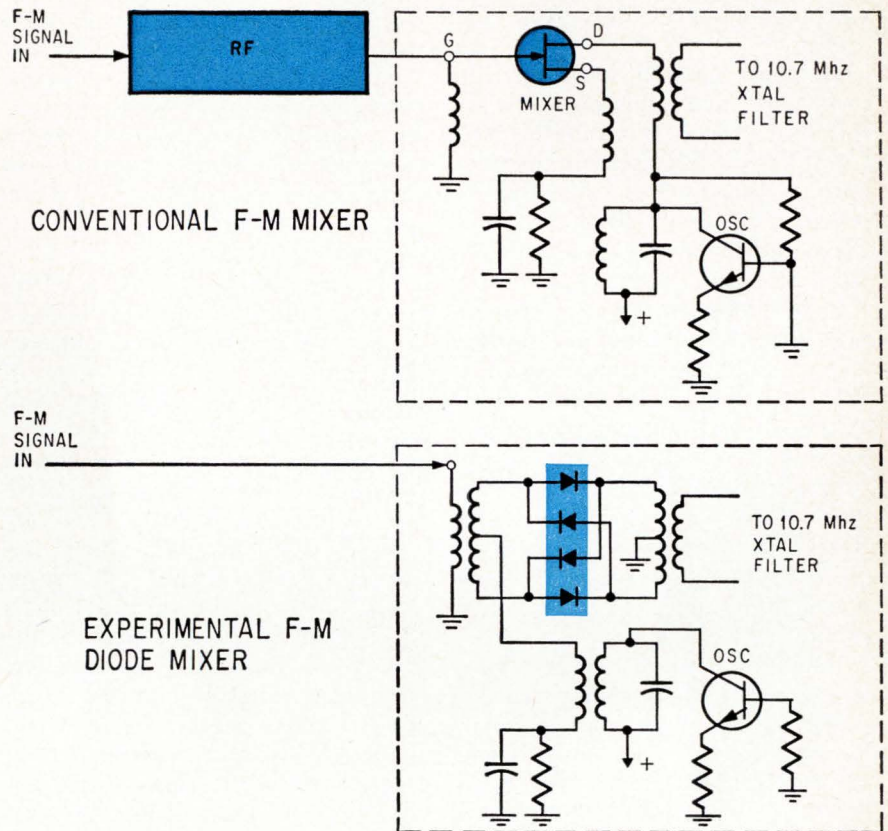 F-M
SIGNAL
IN
RF
G
D
S
MIXER
TO 10.7 Mhz
XTAL
FILTER
CONVENTIONAL F-M MIXER
OSC
+
F-M
SIGNAL
IN
TO 10.7 Mhz
XTAL
FILTER
EXPERIMENTAL F-M
DIODE MIXER
OSC
+